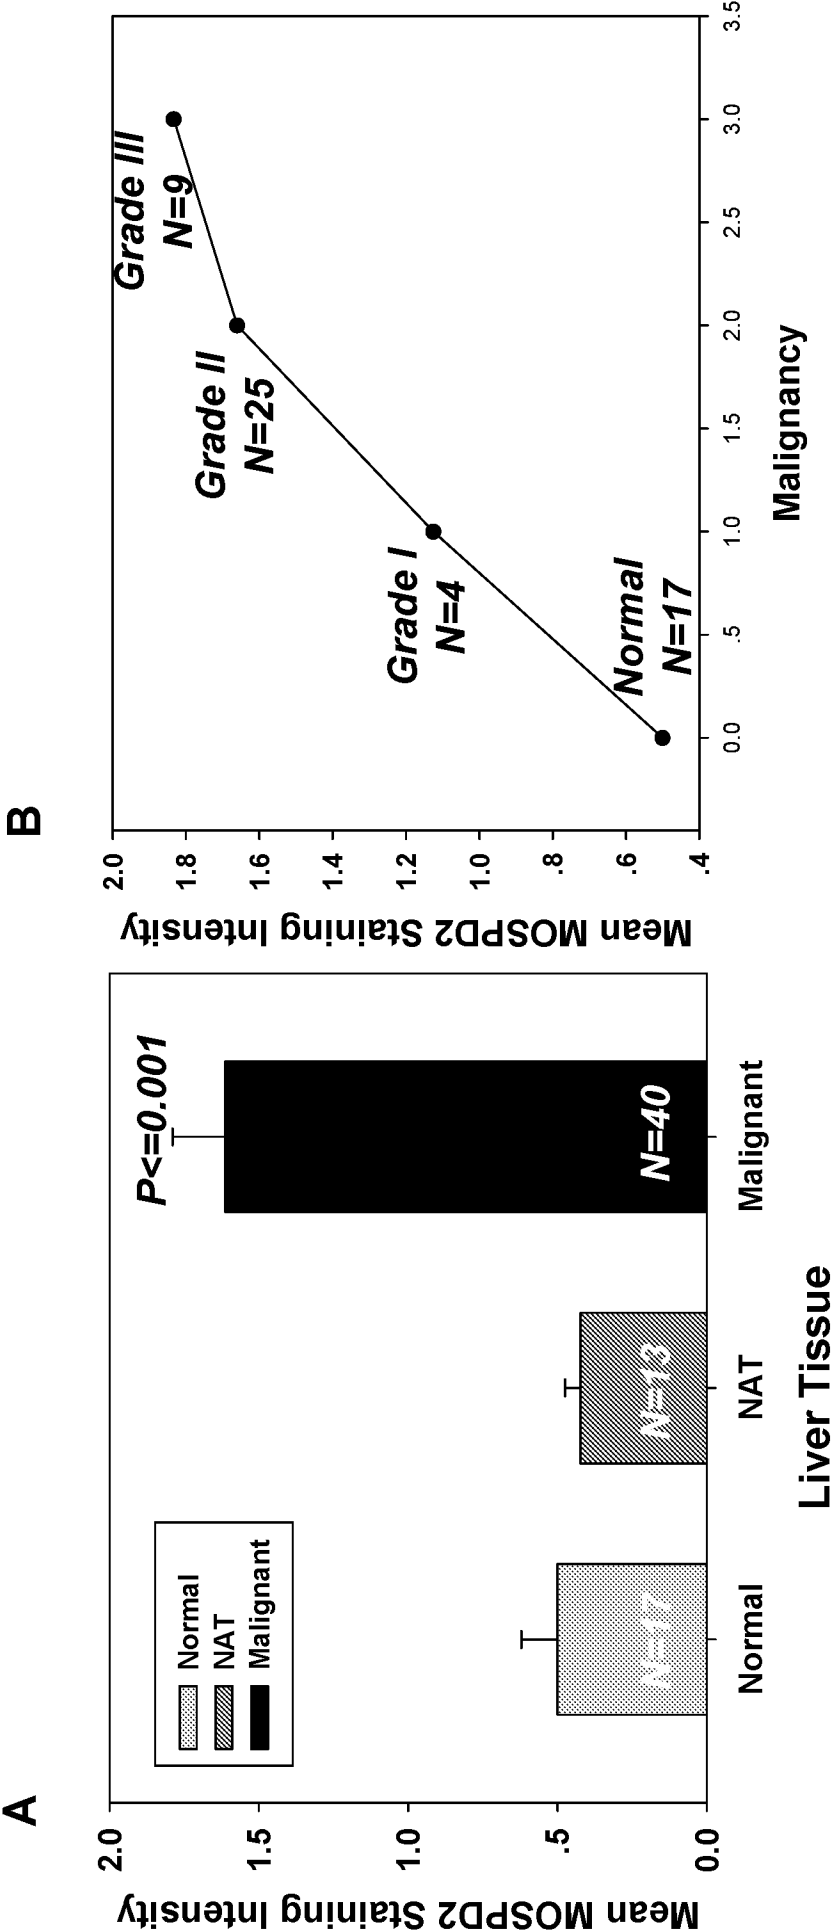 A
Mean MOSPD2 Staining Intensity
2.0
1.5
1.0
.5
0.0
Normal
NAT
Malignant
P<=0.001
N=17
N=13
N=40
Normal
NAT
Malignant
Liver Tissue
B
Mean MOSPD2 Staining Intensity
2.0
1.8
1.6
1.4
1.2
1.0
.8
.6
.4
Grade III
N=9
Grade II
N=25
Grade I
N=4
Normal
N=17
0.0
.5
1.0
1.5
2.0
2.5
3.0
3.5
Malignancy